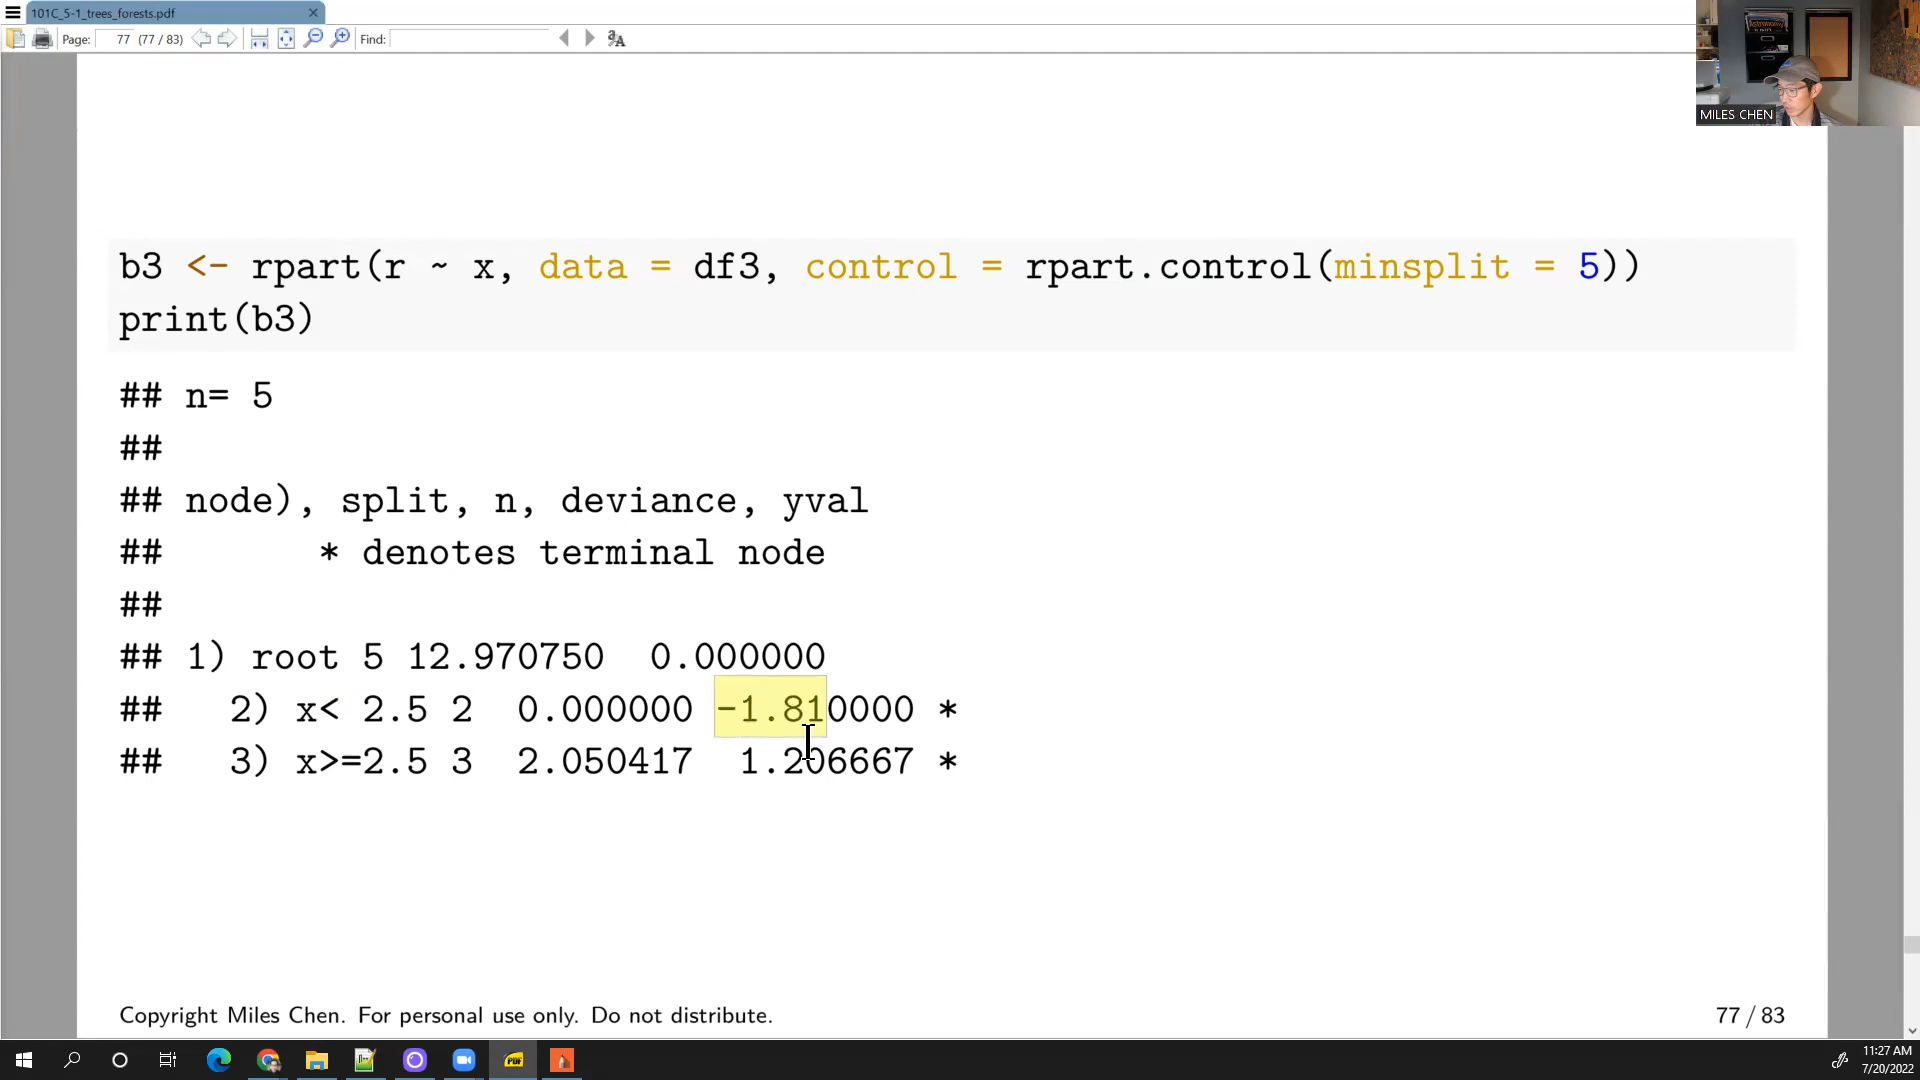 101C_5-1_trees_forests.pdf
Page: 77 (77 / 83) Find:
MILES CHEN
b3 <- rpart(r ~ x, data = df3, control = rpart.control(minsplit = 5))
print(b3)
## n= 5
##
## node), split, n, deviance, yval
##       * denotes terminal node
##
## 1) root 5 12.970750  0.000000
##   2) x< 2.5 2  0.000000 -1.810000 *
##   3) x>=2.5 3  2.050417  1.206667 *
Copyright Miles Chen. For personal use only. Do not distribute.
77 / 83
PDF
11:27 AM
7/20/2022